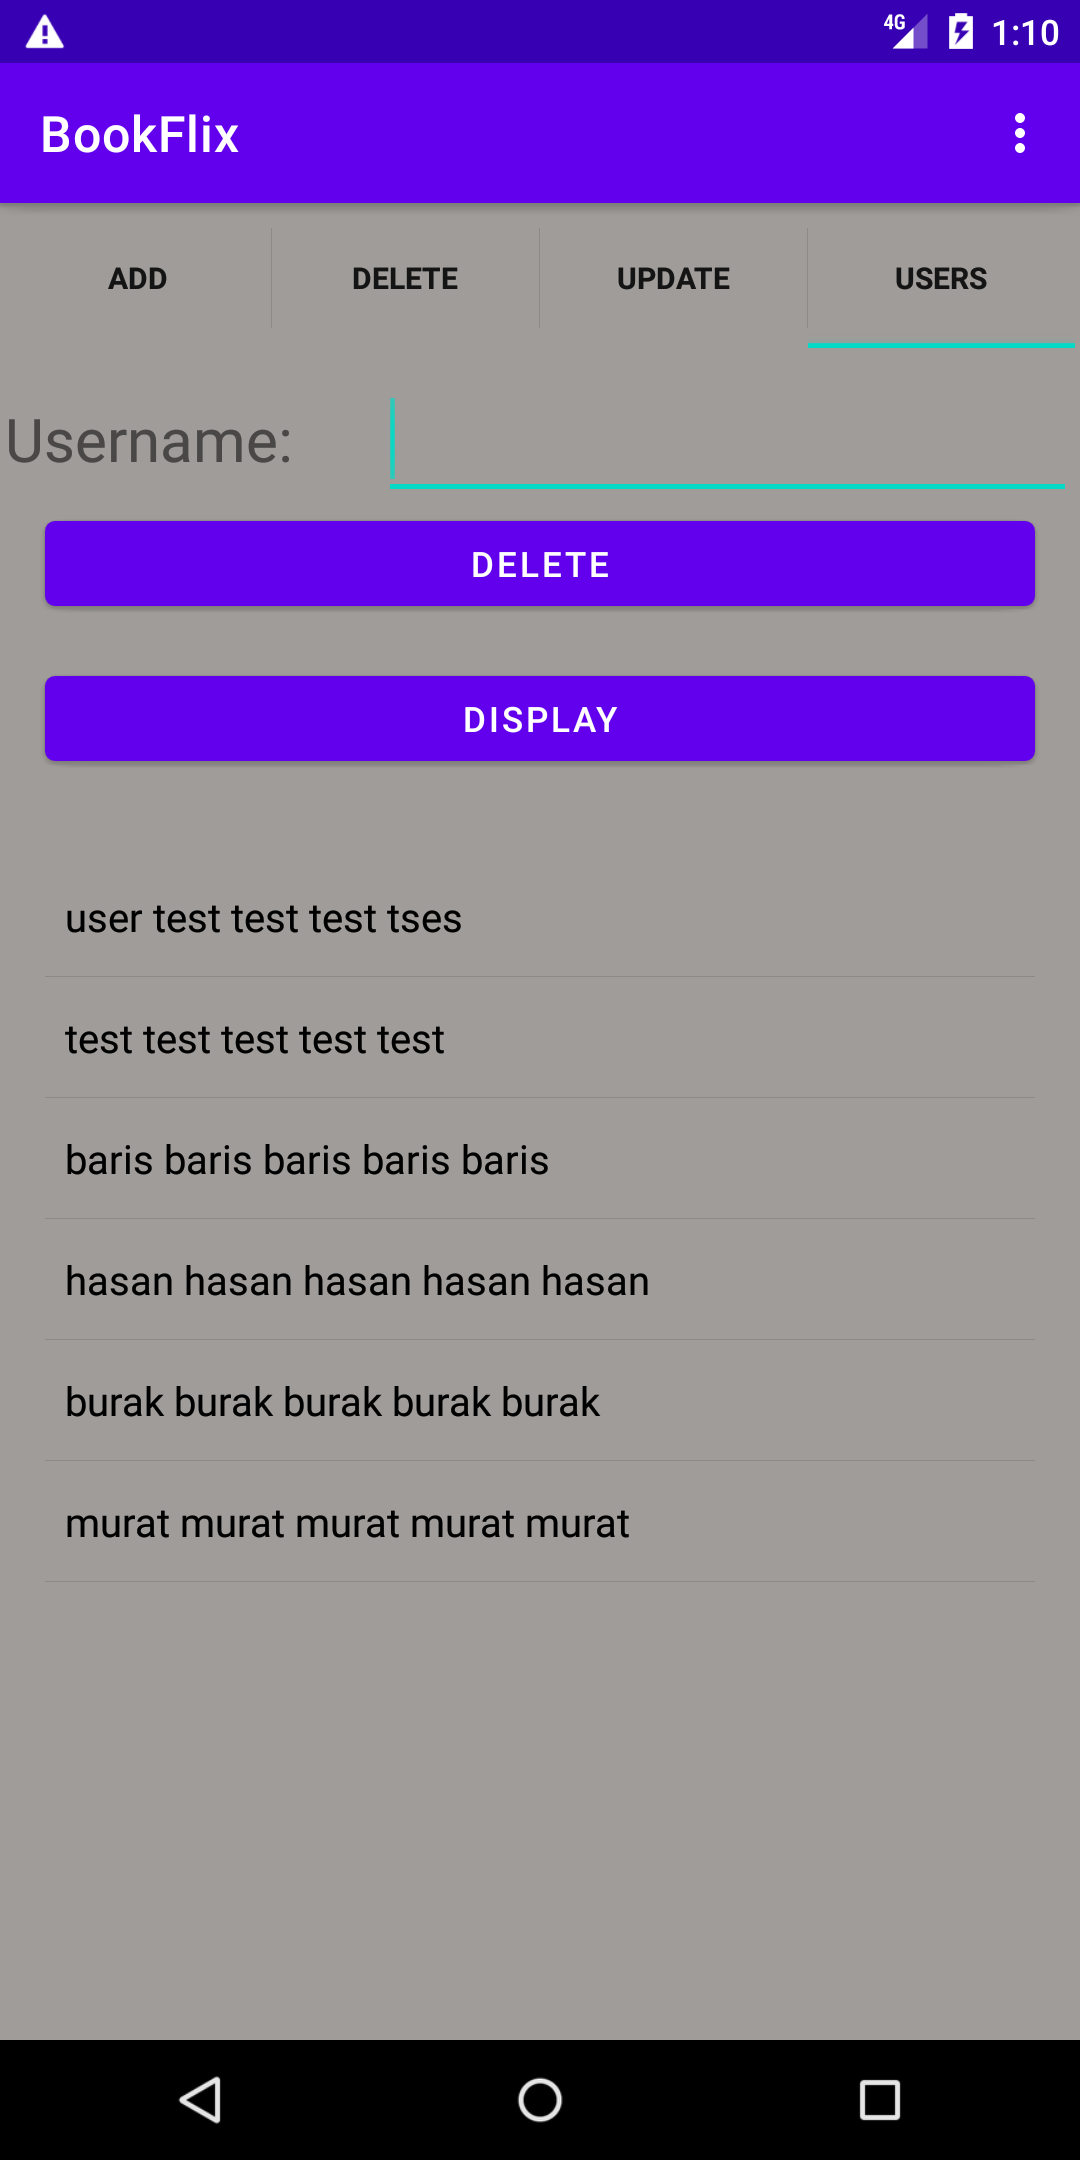 4G 1:10
BookFlix
ADD DELETE UPDATE USERS
Username:
DELETE
DISPLAY
user test test test tses
test test test test test
baris baris baris baris baris
hasan hasan hasan hasan hasan
burak burak burak burak burak
murat murat murat murat murat